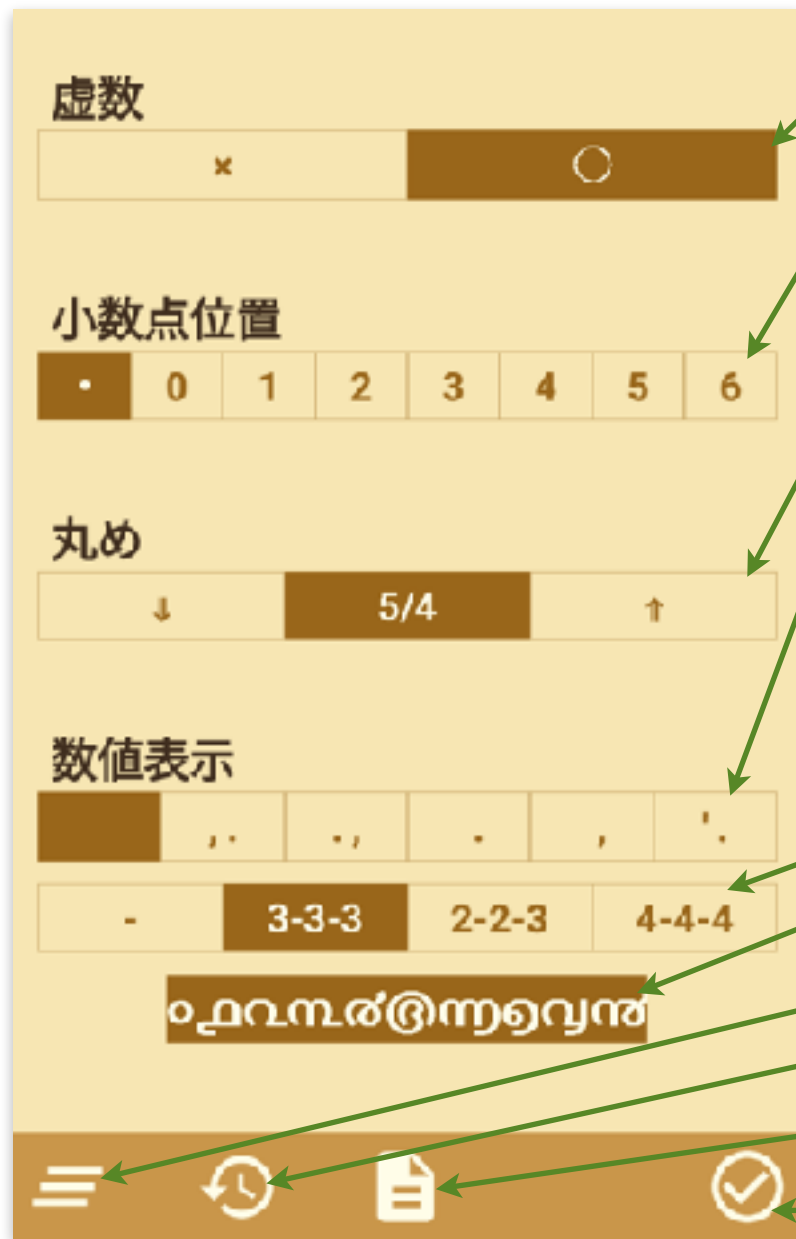 虚数
× ○
小数点位置
・ 0 1 2 3 4 5 6
丸め
↓ 5/4 ↑
数値表示
,. ., . , '.
- 3-3-3 2-2-3 4-4-4
൦൧൨൩൪൫൬൭൮൯